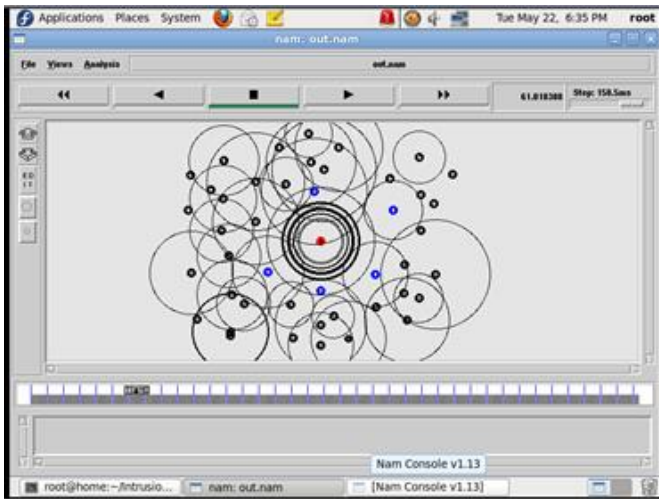 Applications Places System Tue May 22, 6:35 PM root
nam: out.nam
File Views Analysis out.nam
61.018308 Step: 158.5ms
Nam Console v1.13
root@home:~/Intrusio... nam: out.nam [Nam Console v1.13]